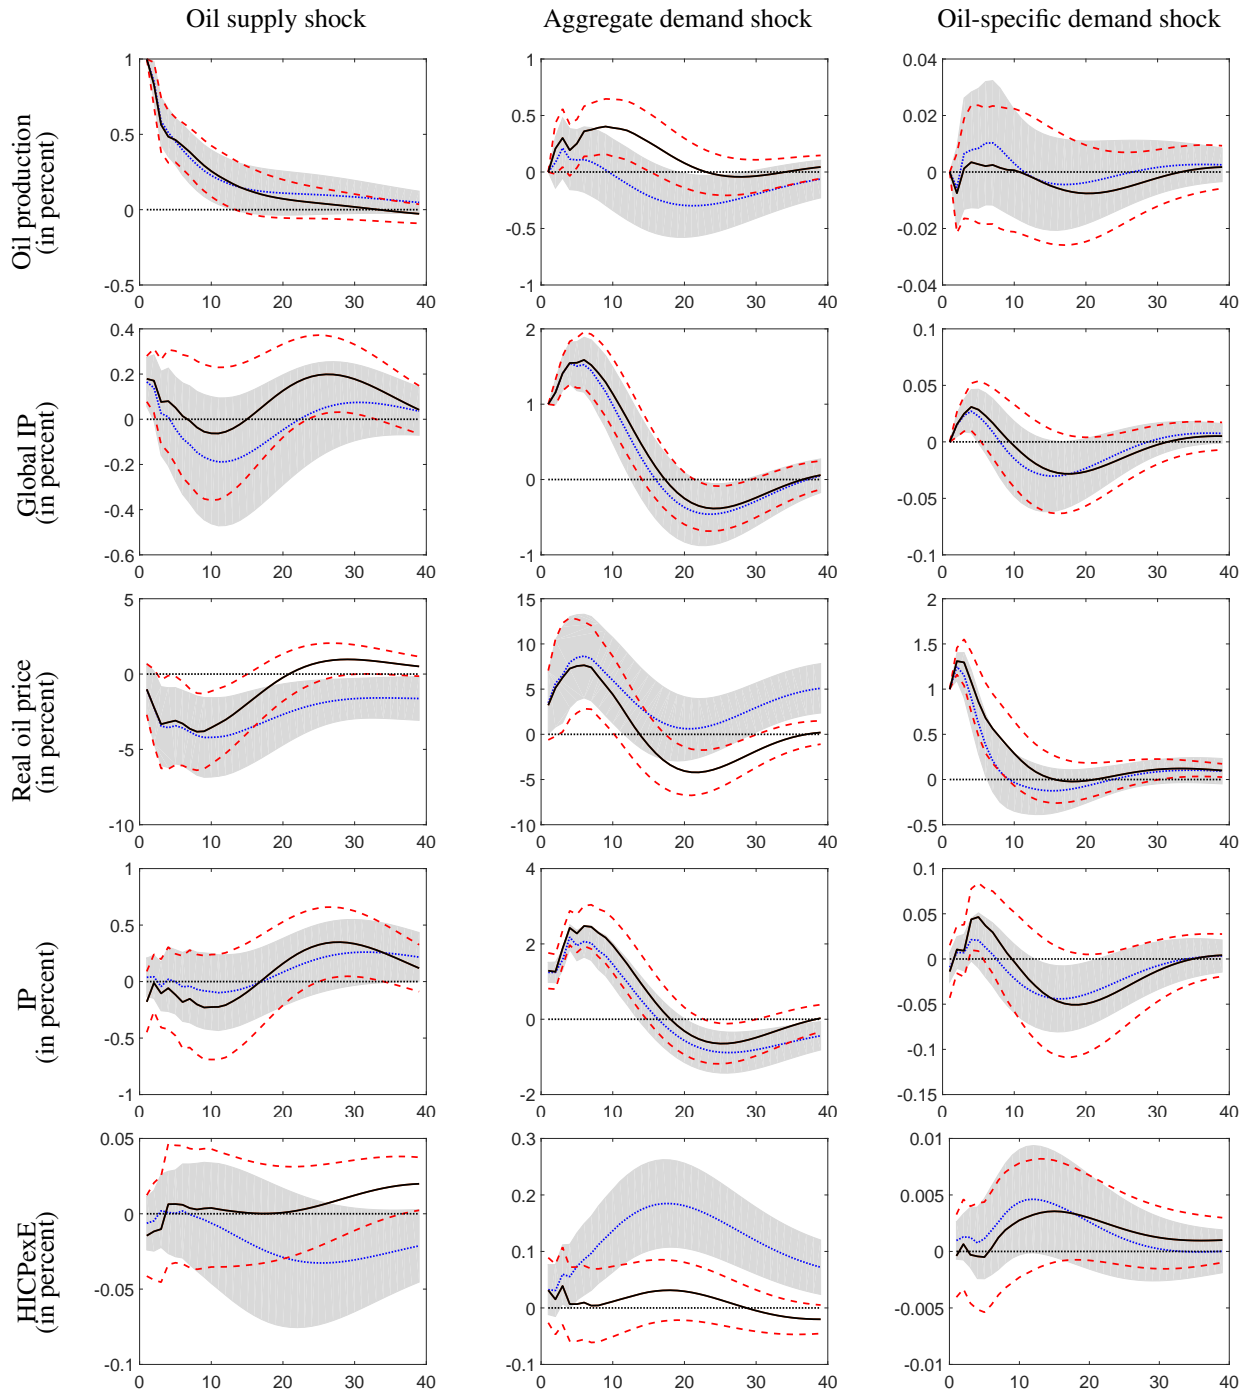 Oil supply shock
Aggregate demand shock
Oil-specific demand shock
Oil production
(in percent)
1
0.5
0
-0.5
0 10 20 30 40
1
0.5
0
-0.5
-1
0 10 20 30 40
0.04
0.02
0
-0.02
-0.04
0 10 20 30 40
Global IP
(in percent)
0.4
0.2
0
-0.2
-0.4
-0.6
0 10 20 30 40
2
1
0
-1
0 10 20 30 40
0.1
0.05
0
-0.05
-0.1
0 10 20 30 40
Real oil price
(in percent)
5
0
-5
-10
0 10 20 30 40
15
10
5
0
-5
-10
0 10 20 30 40
2
1.5
1
0.5
0
-0.5
0 10 20 30 40
IP
(in percent)
1
0.5
0
-0.5
-1
0 10 20 30 40
4
2
0
-2
0 10 20 30 40
0.1
0.05
0
-0.05
-0.1
-0.15
0 10 20 30 40
HICPexE
(in percent)
0.05
0
-0.05
-0.1
0 10 20 30 40
0.3
0.2
0.1
0
-0.1
0 10 20 30 40
0.01
0.005
0
-0.005
-0.01
0 10 20 30 40